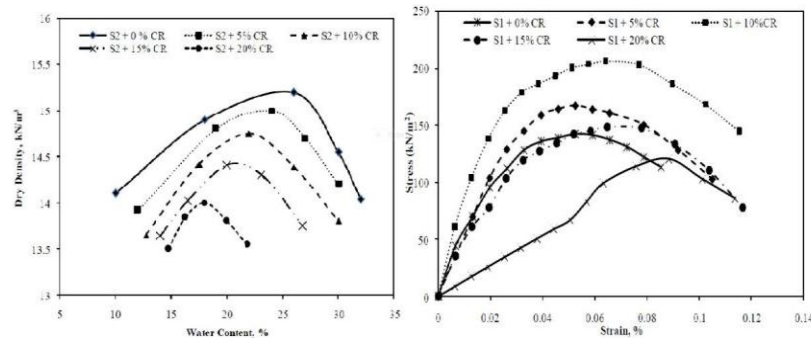 16
15.5
15
14.5
14
13.5
13
Dry Density, kN/m³
S2 + 0 % CR
S2 + 5% CR
S2 + 10% CR
S2 + 15% CR
S2 + 20% CR
5
10
15
20
25
30
35
Water Content, %
250
200
150
100
50
0
Stress (kN/m²)
S1 + 0% CR
S1 + 5% CR
S1 + 10%CR
S1 + 15% CR
S1 + 20% CR
0
0.02
0.04
0.06
0.08
0.1
0.12
0.14
Strain, %